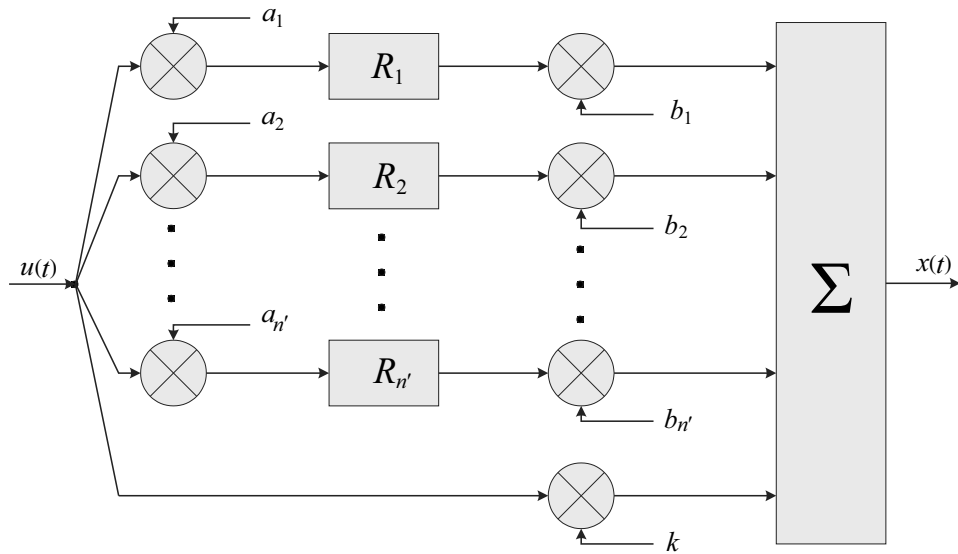 a₁
R₁
b₁
a₂
R₂
b₂
u(t)
Σ
x(t)
aₙ′
Rₙ′
bₙ′
k